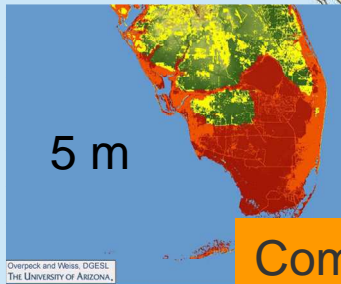 5 m
Overpeck and Weiss, DGESL
THE UNIVERSITY OF ARIZONA.
Com